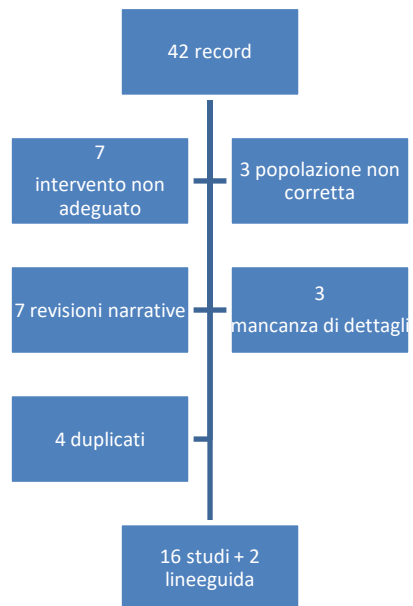 42 record
7
intervento non
adeguato
3 popolazione non
corretta
7 revisioni narrative
3
mancanza di dettagli
4 duplicati
16 studi + 2
lineeguida